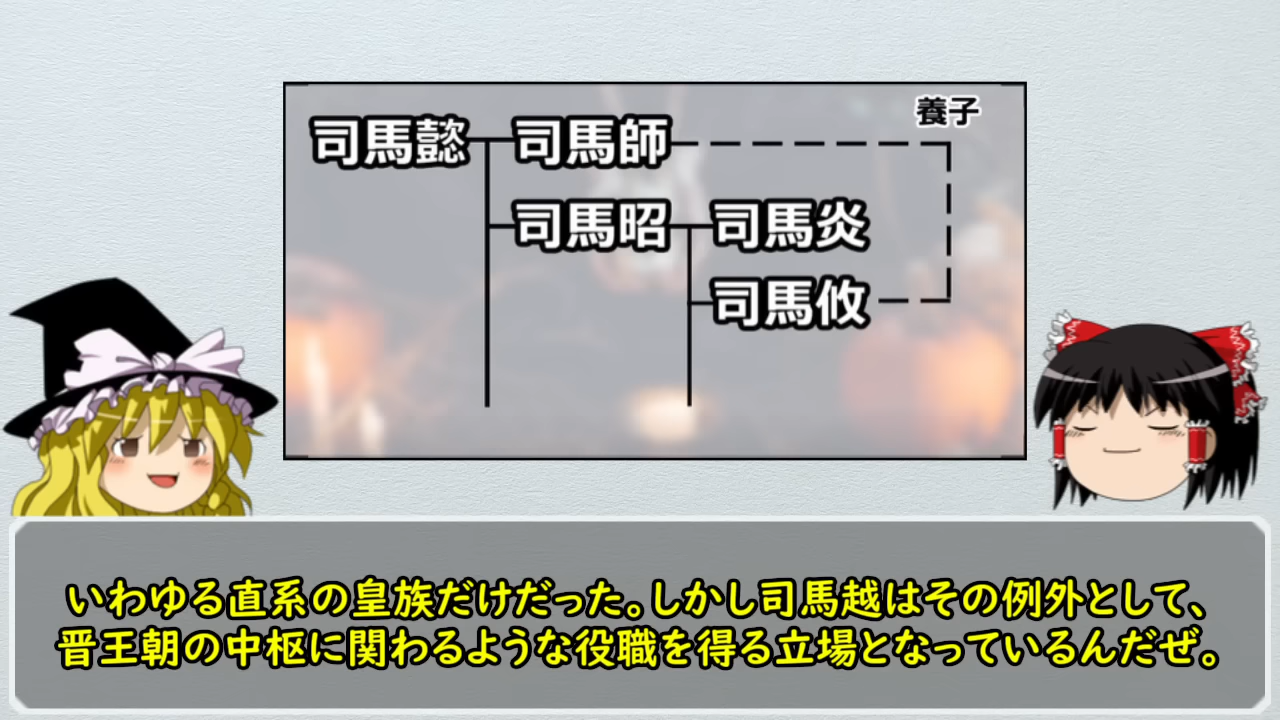 養子
司馬懿 司馬師
司馬昭 司馬炎
司馬攸
いわゆる直系の皇族だけだった。しかし司馬越はその例外として、
晋王朝の中枢に関わるような役職を得る立場となっているんだぜ。